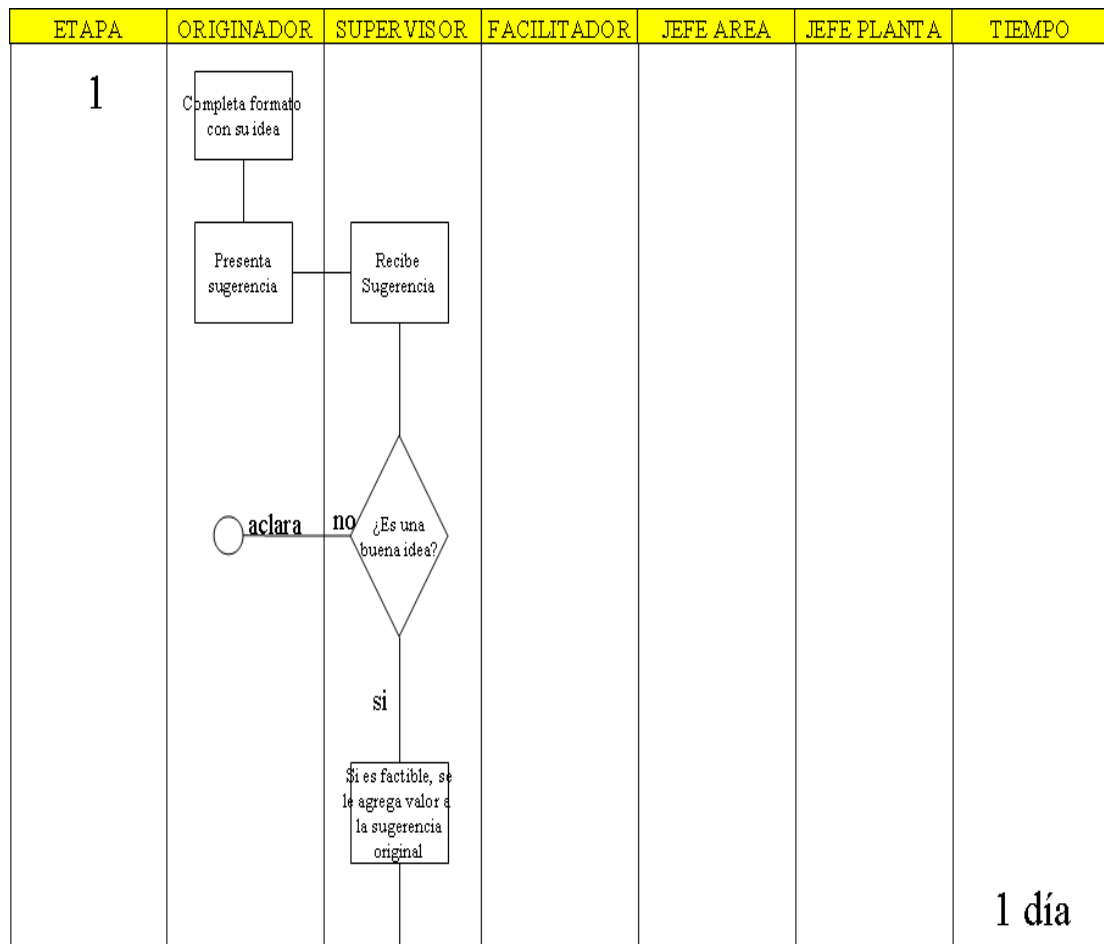 ETAPA ORIGINADOR SUPERVISOR FACILITADOR JEFE AREA JEFE PLANTA TIEMPO
1
Completa formato
con su idea
Presenta
sugerencia
Recibe
Sugerencia
aclara
no
¿Es una
buena idea?
si
Si es factible, se
le agrega valor a
la sugerencia
original
1 día